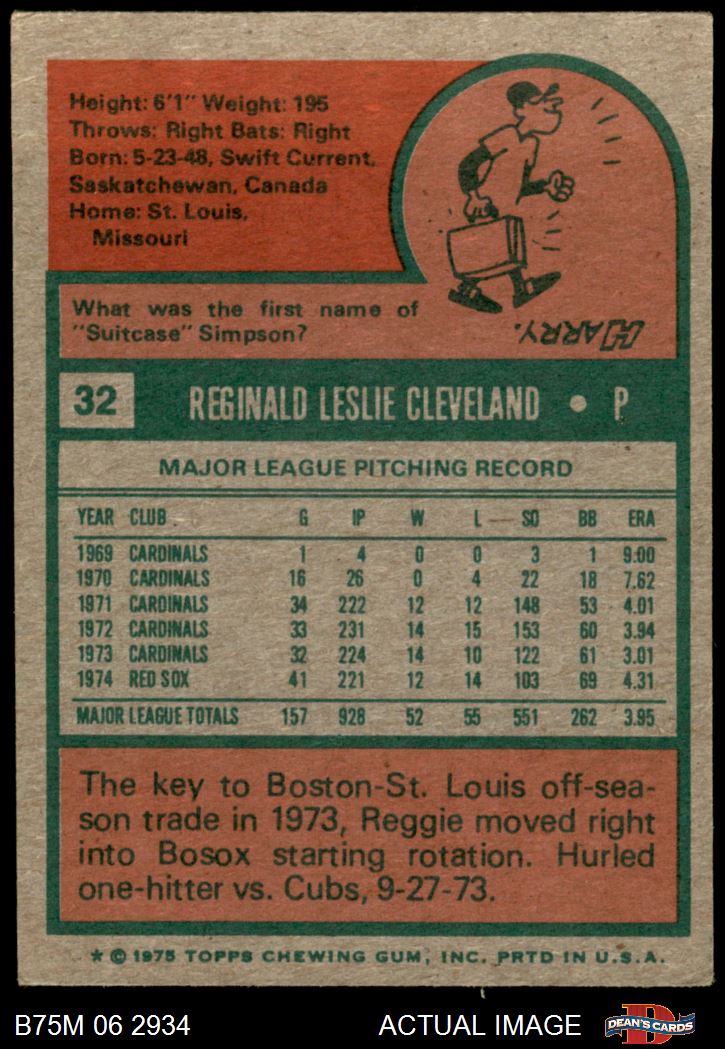 Height: 6'1" Weight: 195
Throws: Right Bats: Right
Born: 5-23-48, Swift Current,
Saskatchewan, Canada
Home: St. Louis,
Missouri
What was the first name of
"Suitcase" Simpson?
HARRY.
32 REGINALD LESLIE CLEVELAND • P
MAJOR LEAGUE PITCHING RECORD
YEAR CLUB G IP W L SO BB ERA
1969 CARDINALS 1 4 0 0 3 1 9.00
1970 CARDINALS 16 26 0 4 22 18 7.62
1971 CARDINALS 34 222 12 12 148 53 4.01
1972 CARDINALS 33 231 14 15 153 60 3.94
1973 CARDINALS 32 224 14 10 122 61 3.01
1974 RED SOX 41 221 12 14 103 69 4.31
MAJOR LEAGUE TOTALS 157 928 52 55 551 262 3.95
The key to Boston-St. Louis off-sea-
son trade in 1973, Reggie moved right
into Bosox starting rotation. Hurled
one-hitter vs. Cubs, 9-27-73.
* © 1975 TOPPS CHEWING GUM, INC. PRTD IN U.S.A.
B75M 06 2934 ACTUAL IMAGE
D
DEAN'S CARDS